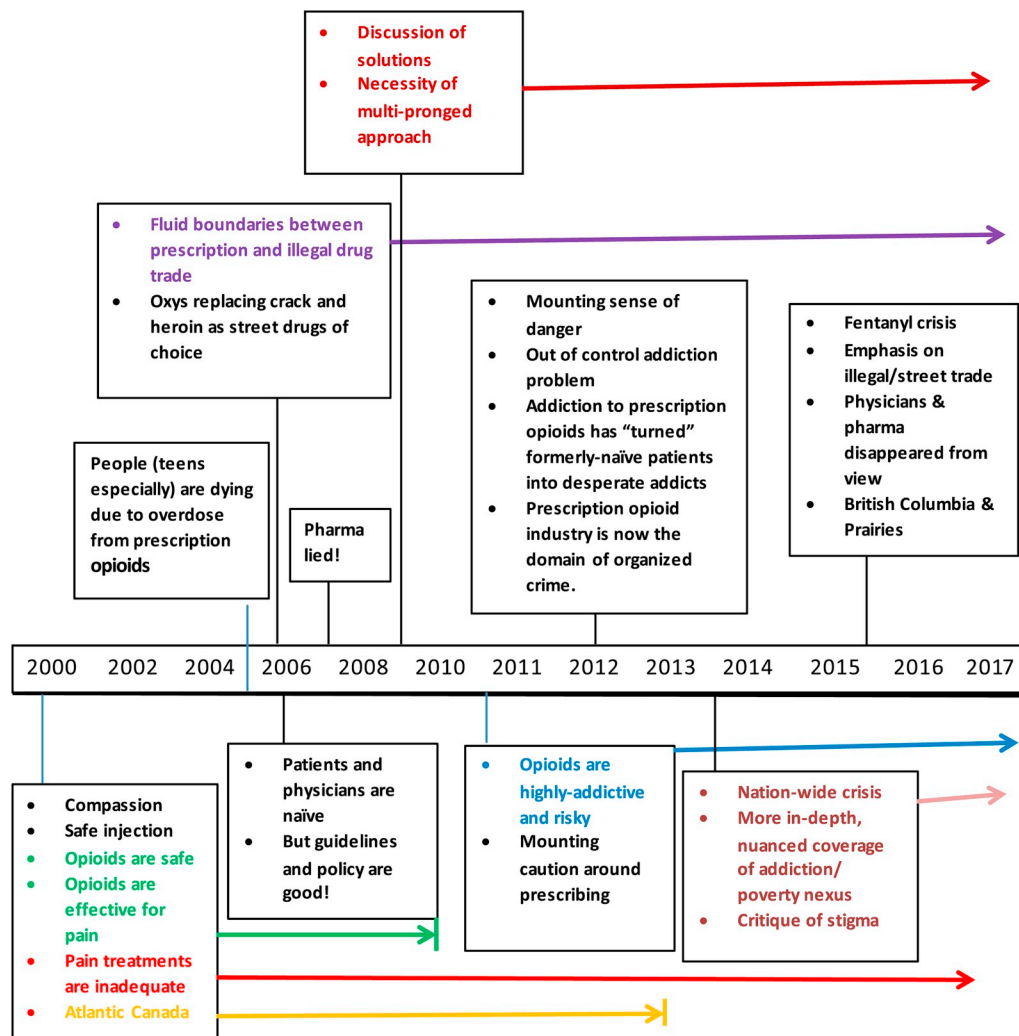 • Discussion of
solutions
• Necessity of
multi-pronged
approach
• Fluid boundaries between
prescription and illegal drug
trade
• Oxys replacing crack and
heroin as street drugs of
choice
• Mounting sense of
danger
• Out of control addiction
problem
• Addiction to prescription
opioids has “turned”
formerly-naïve patients
into desperate addicts
• Prescription opioid
industry is now the
domain of organized
crime.
• Fentanyl crisis
• Emphasis on
illegal/street trade
• Physicians &
pharma
disappeared from
view
• British Columbia &
Prairies
People (teens
especially) are dying
due to overdose
from prescription
opioids
Pharma
lied!
2000 2002 2004 2006 2008 2010 2011 2012 2013 2014 2015 2016 2017
• Compassion
• Safe injection
• Opioids are safe
• Opioids are
effective for
pain
• Pain treatments
are inadequate
• Atlantic Canada
• Patients and
physicians are
naïve
• But guidelines
and policy are
good!
• Opioids are
highly-addictive
and risky
• Mounting
caution around
prescribing
• Nation-wide crisis
• More in-depth,
nuanced coverage
of addiction/
poverty nexus
• Critique of stigma